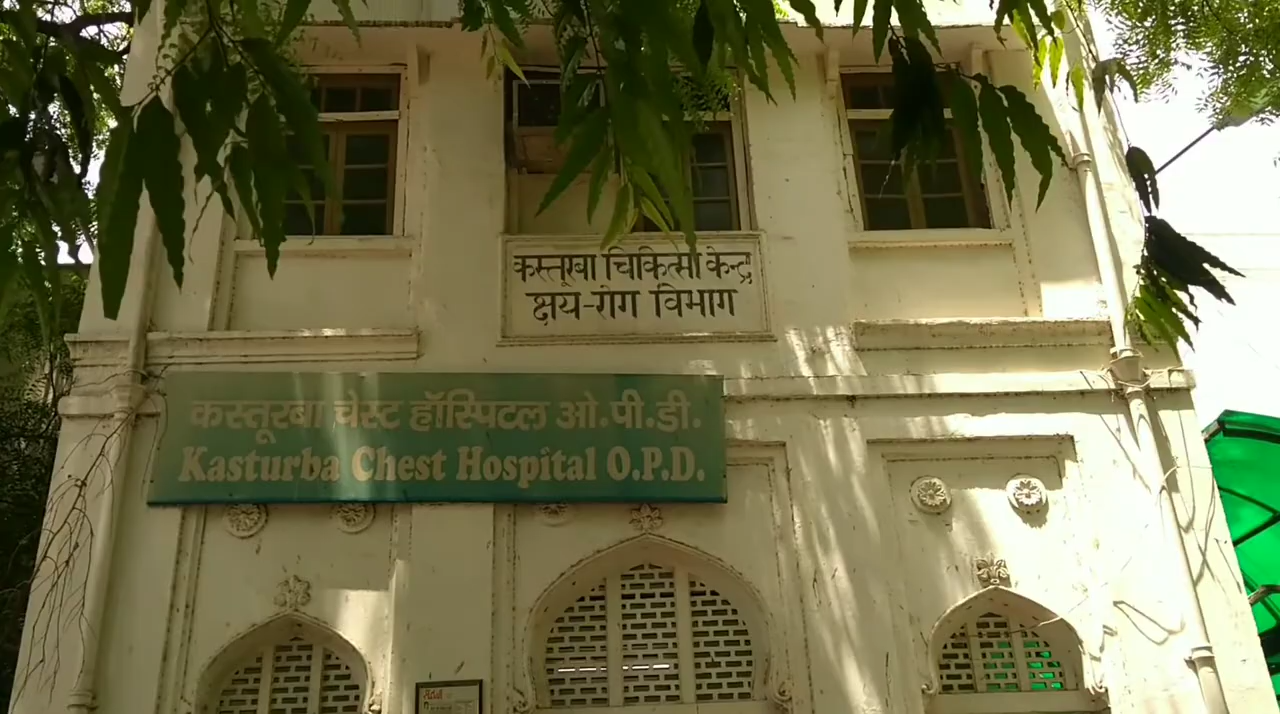 कस्तूरबा चिकित्सा केन्द्र
क्षय-रोग विभाग
कस्तूरबा चेस्ट हॉस्पिटल ओ.पी.डी.
Kasturba Chest Hospital O.P.D.